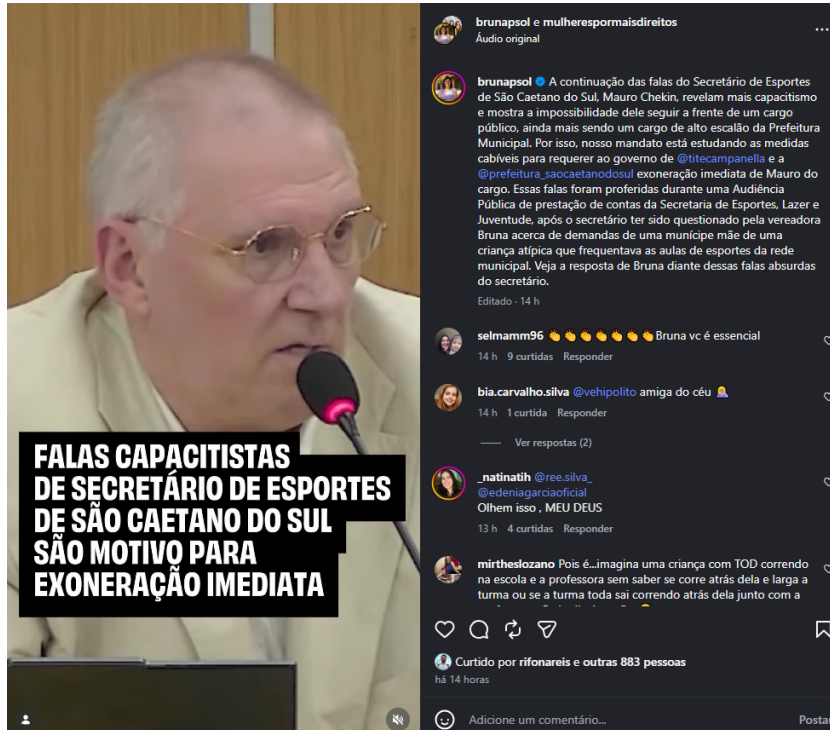 FALAS CAPACITISTAS
DE SECRETÁRIO DE ESPORTES
DE SÃO CAETANO DO SUL
SÃO MOTIVO PARA
EXONERAÇÃO IMEDIATA
brunapsol e mulherespormaisdireitos
Áudio original
brunapsol A continuação das falas do Secretário de Esportes
de São Caetano do Sul, Mauro Chekin, revelam mais capacitismo
e mostra a impossibilidade dele seguir a frente de um cargo
público, ainda mais sendo um cargo de alto escalão da Prefeitura
Municipal. Por isso, nosso mandato está estudando as medidas
cabíveis para requerer ao governo de @titecampanella e a
@prefeitura_saocaetanodosul exoneração imediata de Mauro do
cargo. Essas falas foram proferidas durante uma Audiência
Pública de prestação de contas da Secretaria de Esportes, Lazer e
Juventude, após o secretário ter sido questionado pela vereadora
Bruna acerca de demandas de uma munícipe mãe de uma
criança atípica que frequentava as aulas de esportes da rede
municipal. Veja a resposta de Bruna diante dessas falas absurdas
do secretário.
Editado · 14 h
selmamm96 👏👏👏👏👏👏👏Bruna vc é essencial
14 h 9 curtidas Responder
bia.carvalho.silva @vehipolito amiga do céu 🤦‍♀️
14 h 1 curtida Responder
Ver respostas (2)
_natinatih @ree.silva_
@edeniagarciaoficial
Olhem isso , MEU DEUS
13 h 4 curtidas Responder
mirtheslozano Pois é...imagina uma criança com TOD correndo
na escola e a professora sem saber se corre atrás dela e larga a
turma ou se a turma toda sai correndo atrás dela junto com a
Curtido por rifonareis e outras 883 pessoas
há 14 horas
Adicione um comentário...
Postar